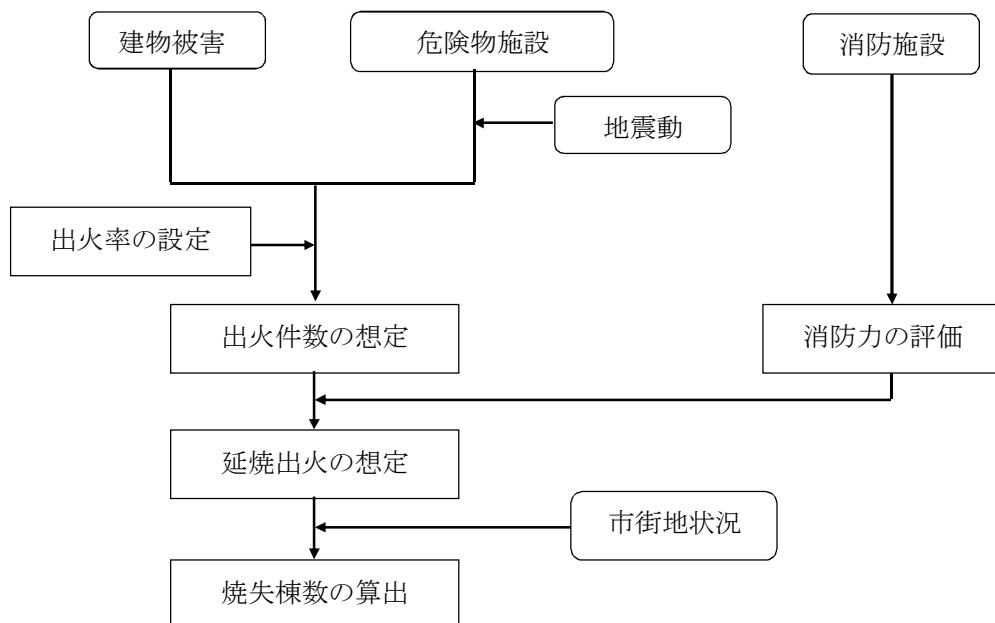 建物被害
危険物施設
消防施設
地震動
出火率の設定
出火件数の想定
消防力の評価
延焼出火の想定
市街地状況
焼失棟数の算出